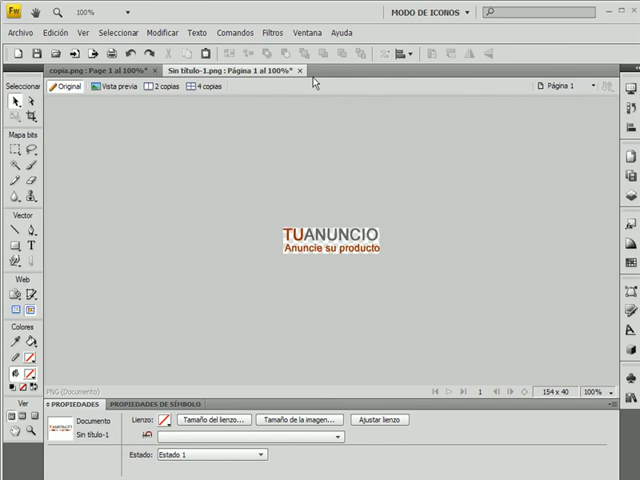 Fw
100%
MODO DE ICONOS
Archivo Edición Ver Seleccionar Modificar Texto Comandos Filtros Ventana Ayuda
copia.png : Page 1 al 100%* Sin título-1.png : Página 1 al 100%*
Seleccionar
Original Vista previa 2 copias 4 copias Página 1
Mapa bits
Vector
Web
Colores
Ver
TUANUNCIO
Anuncie su producto
PNG (Documento) 1 154 x 40 100%
PROPIEDADES PROPIEDADES DE SÍMBOLO
Documento Lienzo: Tamaño del lienzo... Tamaño de la imagen... Ajustar lienzo
Sin título-1
Estado: Estado 1